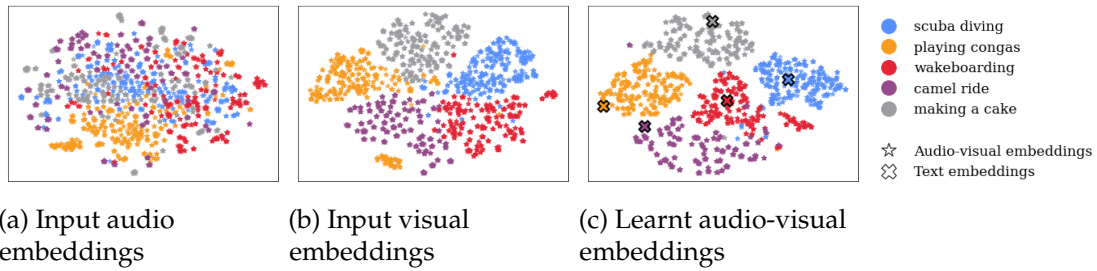 scuba diving
playing congas
wakeboarding
camel ride
making a cake
Audio-visual embeddings
Text embeddings
(a) Input audio
embeddings
(b) Input visual
embeddings
(c) Learnt audio-visual
embeddings